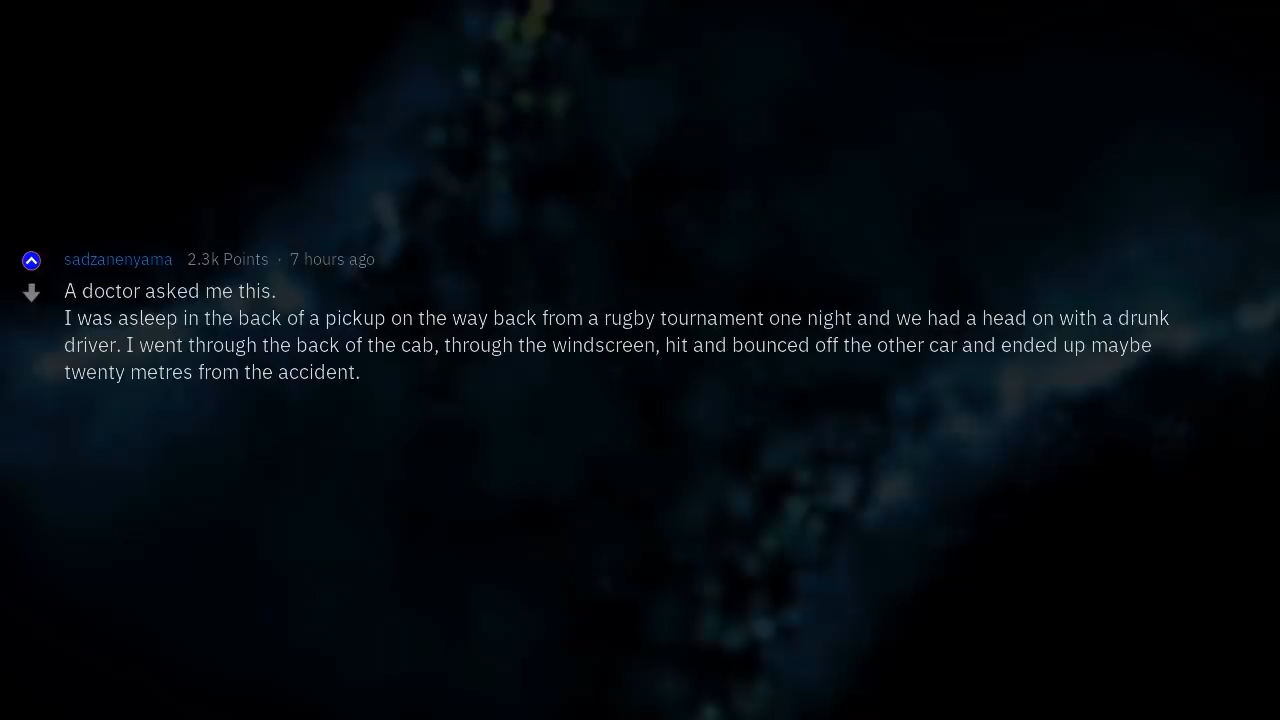 sadzanenyama 2.3k Points · 7 hours ago
A doctor asked me this.
I was asleep in the back of a pickup on the way back from a rugby tournament one night and we had a head on with a drunk
driver. I went through the back of the cab, through the windscreen, hit and bounced off the other car and ended up maybe
twenty metres from the accident.